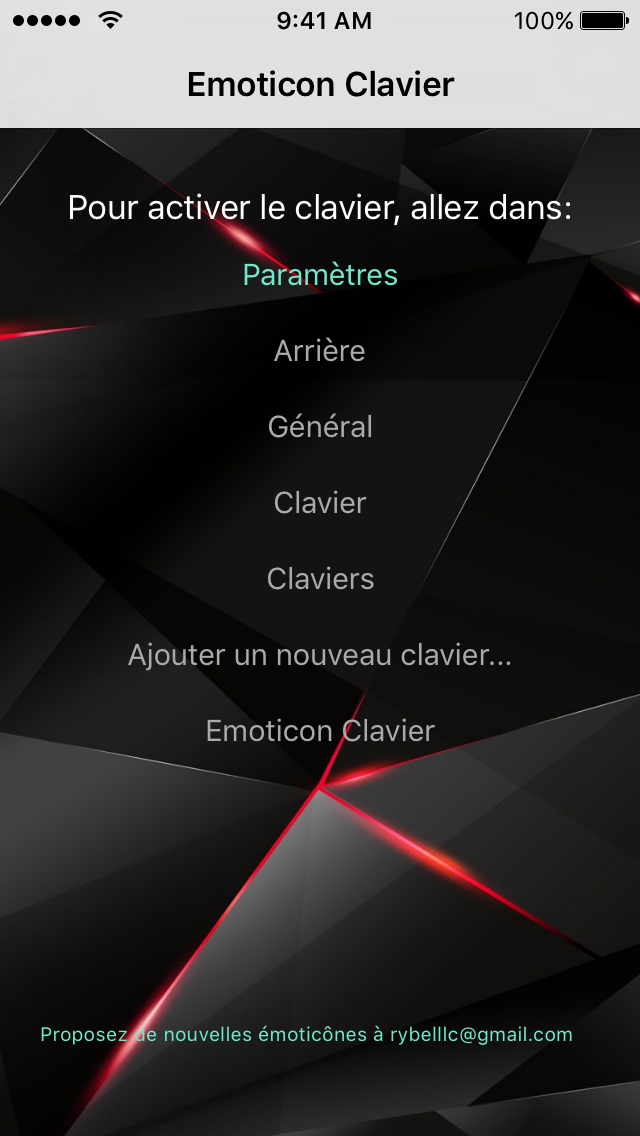 9:41 AM 100%
Emoticon Clavier
Pour activer le clavier, allez dans:
Paramètres
Arrière
Général
Clavier
Claviers
Ajouter un nouveau clavier...
Emoticon Clavier
Proposez de nouvelles émoticônes à rybelllc@gmail.com